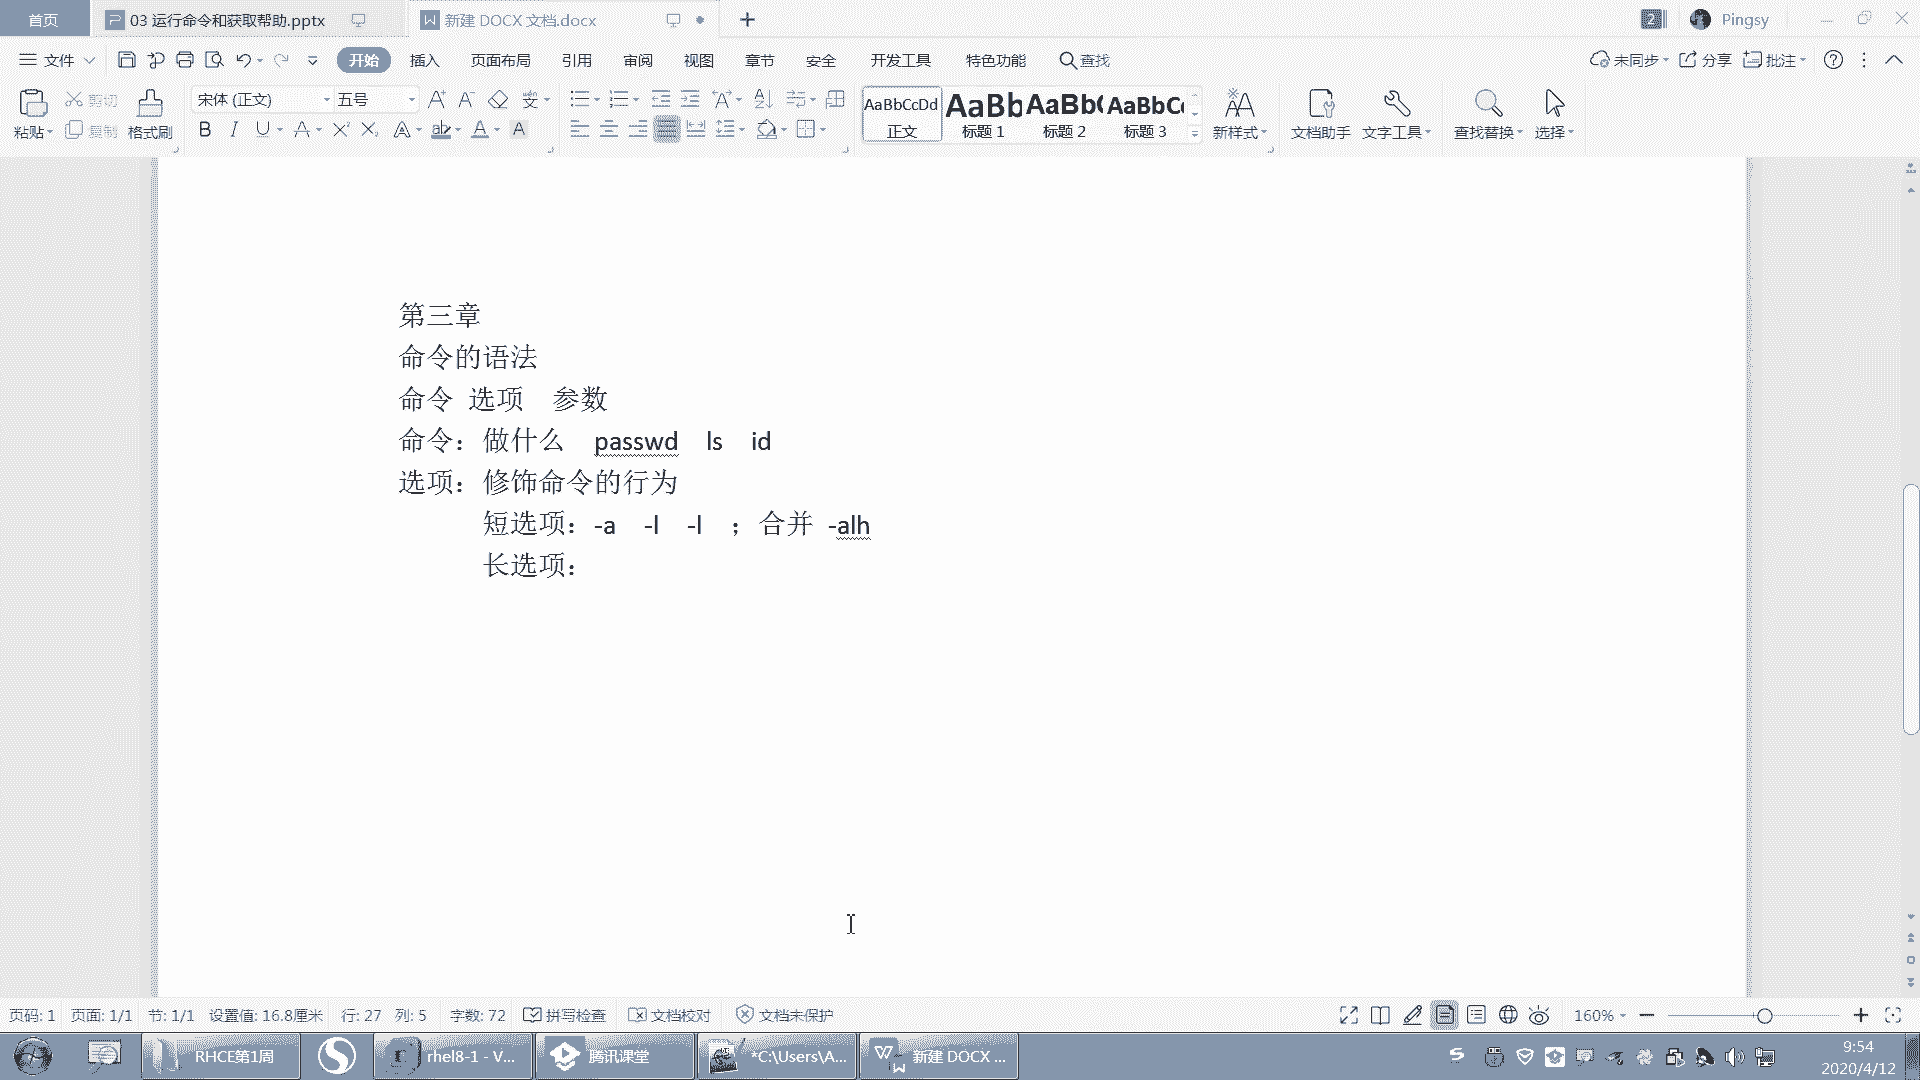 首页 03 运行命令和获取帮助.pptx 新建 DOCX 文档.docx + 2 Pingsy
文件 开始 插入 页面布局 引用 审阅 视图 章节 安全 开发工具 特色功能 查找 未同步 分享 批注
剪切 宋体 (正文) 五号 AaBbCcDd AaBb AaBb( AaBbC
粘贴 复制 格式刷 B I U A 正文 标题 1 标题 2 标题 3 新样式 文档助手 文字工具 查找替换 选择
第三章
命令的语法
命令 选项 参数
命令：做什么 passwd ls id
选项：修饰命令的行为
短选项：-a -l -l ；合并 -alh
长选项：
页码: 1 页面: 1/1 节: 1/1 设置值: 16.8厘米 行: 27 列: 5 字数: 72 拼写检查 文档校对 文档未保护 160%
RHCE第1周 rhel8-1 - V... 腾讯课堂 *C:\Users\A... 新建 DOCX ... 9:54
2020/4/12